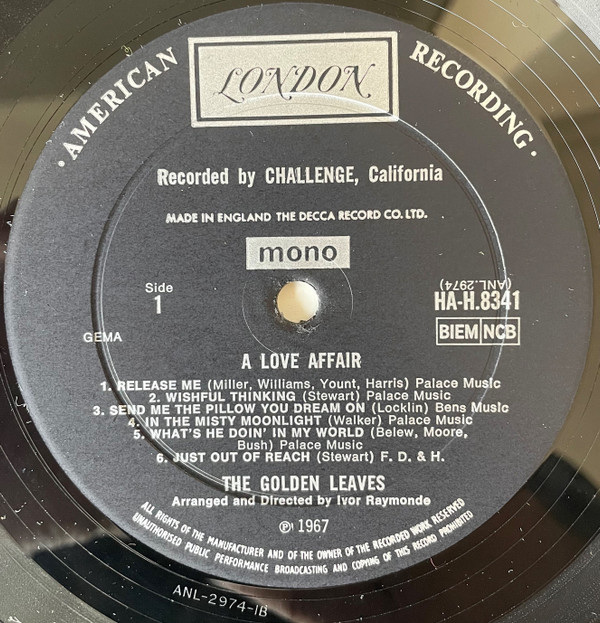 · AMERICAN RECORDING ·
LONDON
Recorded by CHALLENGE, California
MADE IN ENGLAND THE DECCA RECORD CO. LTD.
mono
Side
1
(ANL.2974)
HA-H.8341
BIEM NCB
GEMA
A LOVE AFFAIR
1. RELEASE ME (Miller, Williams, Yount, Harris) Palace Music
2. WISHFUL THINKING (Stewart) Palace Music
3. SEND ME THE PILLOW YOU DREAM ON (Locklin) Bens Music
4. IN THE MISTY MOONLIGHT (Walker) Palace Music
5. WHAT'S HE DOIN' IN MY WORLD (Belew, Moore,
Bush) Palace Music
6. JUST OUT OF REACH (Stewart) F. D. & H.
THE GOLDEN LEAVES
Arranged and Directed by Ivor Raymonde
℗ 1967
ALL RIGHTS OF THE MANUFACTURER AND OF THE OWNER OF THE RECORDED WORK RESERVED
UNAUTHORISED PUBLIC PERFORMANCE BROADCASTING AND COPYING OF THIS RECORD PROHIBITED
ANL-2974-1B